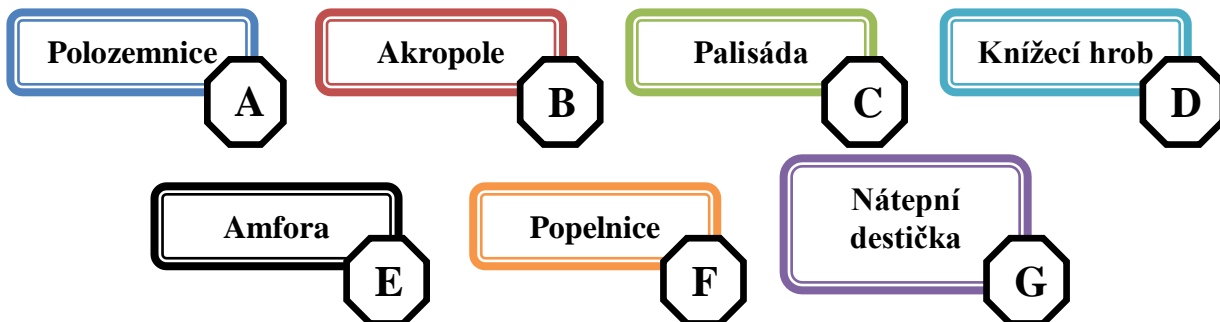 Polozemnice
A
Akropole
B
Palisáda
C
Knížecí hrob
D
Amfora
E
Popelnice
F
Nátepní
destička
G